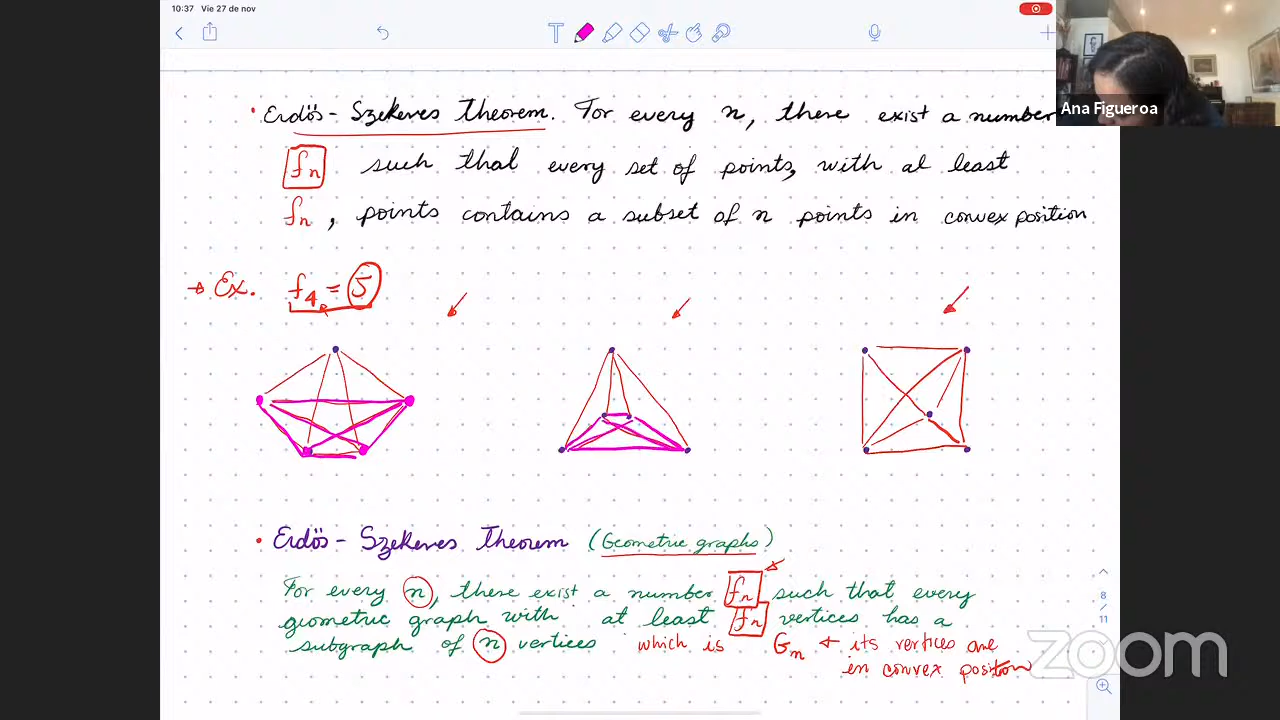 10:37 Vie 27 de nov
Ana Figueroa
• Erdös - Szekeres Theorem. For every n, there exist a number
fn such that every set of points, with at least
fn, points contains a subset of n points in convex position
→ Ex. f4 = 5
• Erdös - Szekeres Theorem (Geometric graphs)
For every n, there exist a number fn such that every
geometric graph with at least fn vertices has a
subgraph of n vertices which is Gn & its vertices are
in convex position
8
/
11
zoom